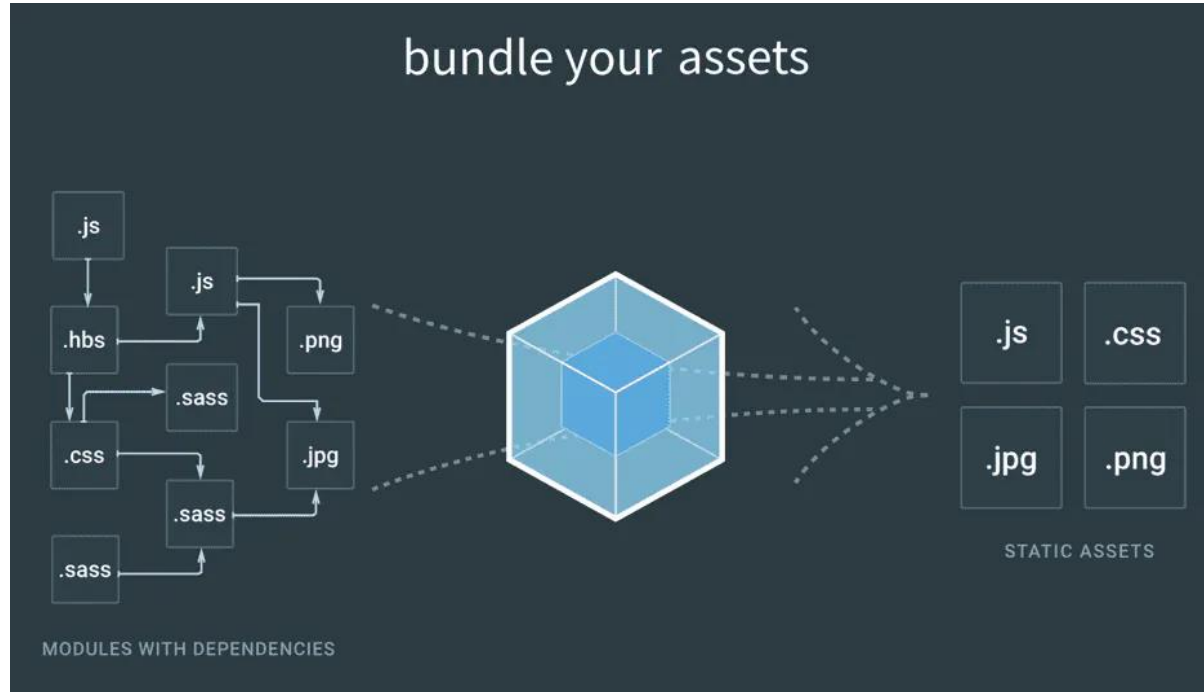 bundle your assets
.js
.js
.hbs
.png
.sass
.css
.jpg
.sass
.sass
MODULES WITH DEPENDENCIES
.js
.css
.jpg
.png
STATIC ASSETS